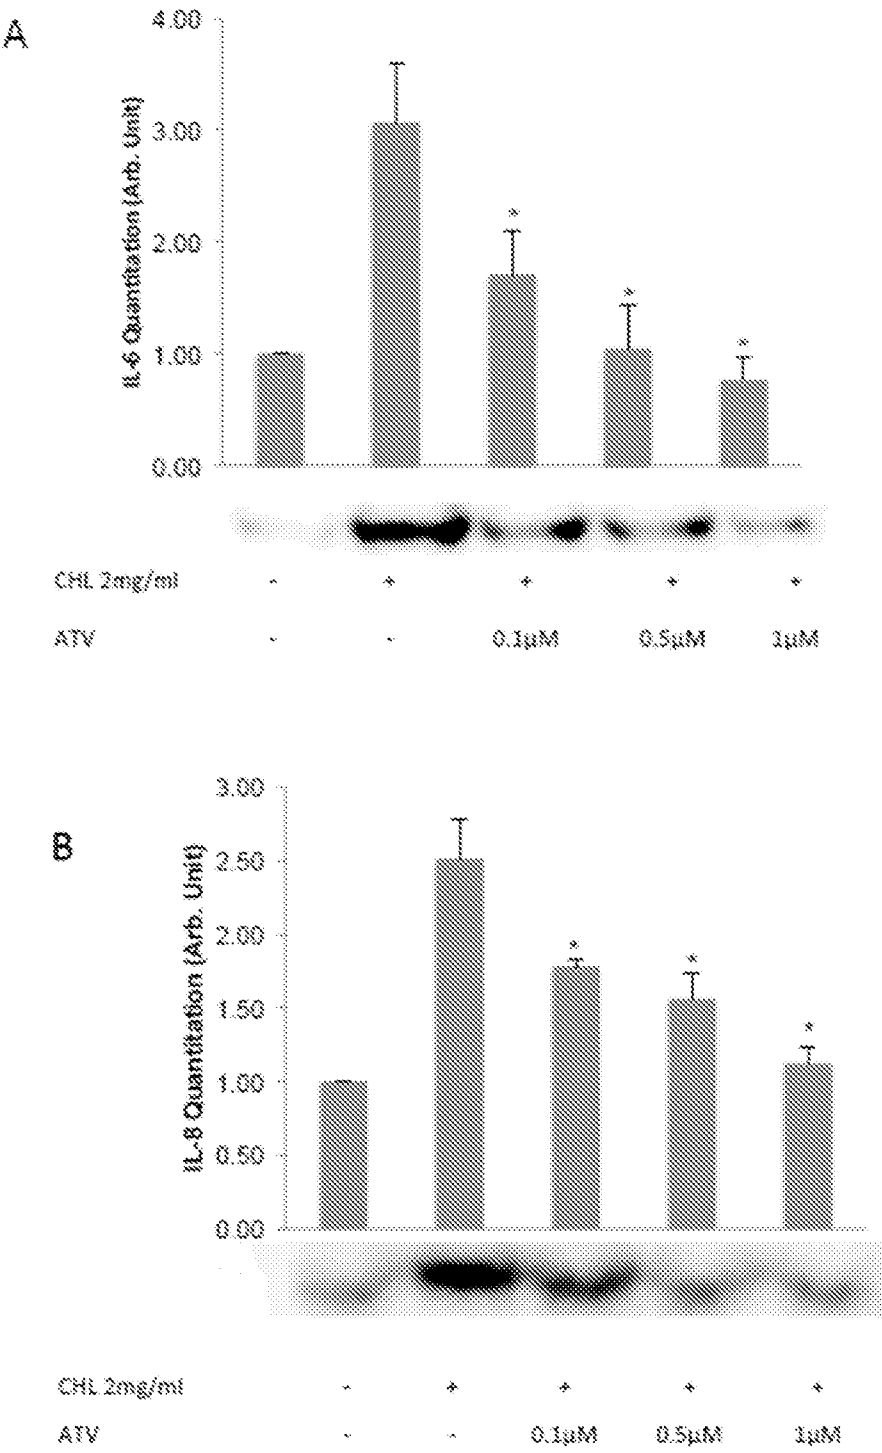 A
4.00
3.00
2.00
1.00
0.00
IL-6 Quantitation (Arb. Unit)
*
*
*
CHL 2mg/ml - + + + +
ATV - - 0.1µM 0.5µM 1µM
B
3.00
2.50
2.00
1.50
1.00
0.50
0.00
IL-8 Quantitation (Arb. Unit)
*
*
*
CHL 2mg/ml - + + + +
ATV - - 0.1µM 0.5µM 1µM